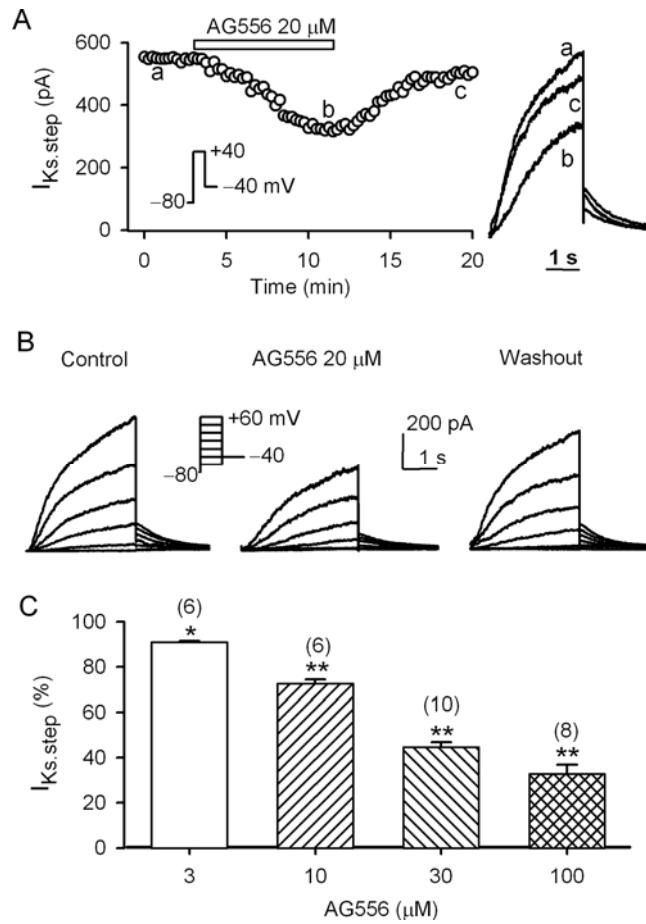 A
AG556 20 μM
600
400
200
0
I_Ks.step (pA)
a
b
c
+40
−40 mV
−80
0 5 10 15 20
Time (min)
a
c
b
1 s
B
Control
AG556 20 μM
Washout
+60 mV
−40
−80
200 pA
1 s
C
100
80
60
40
20
0
I_Ks.step (%)
(6)
*
(6)
**
(10)
**
(8)
**
3 10 30 100
AG556 (μM)